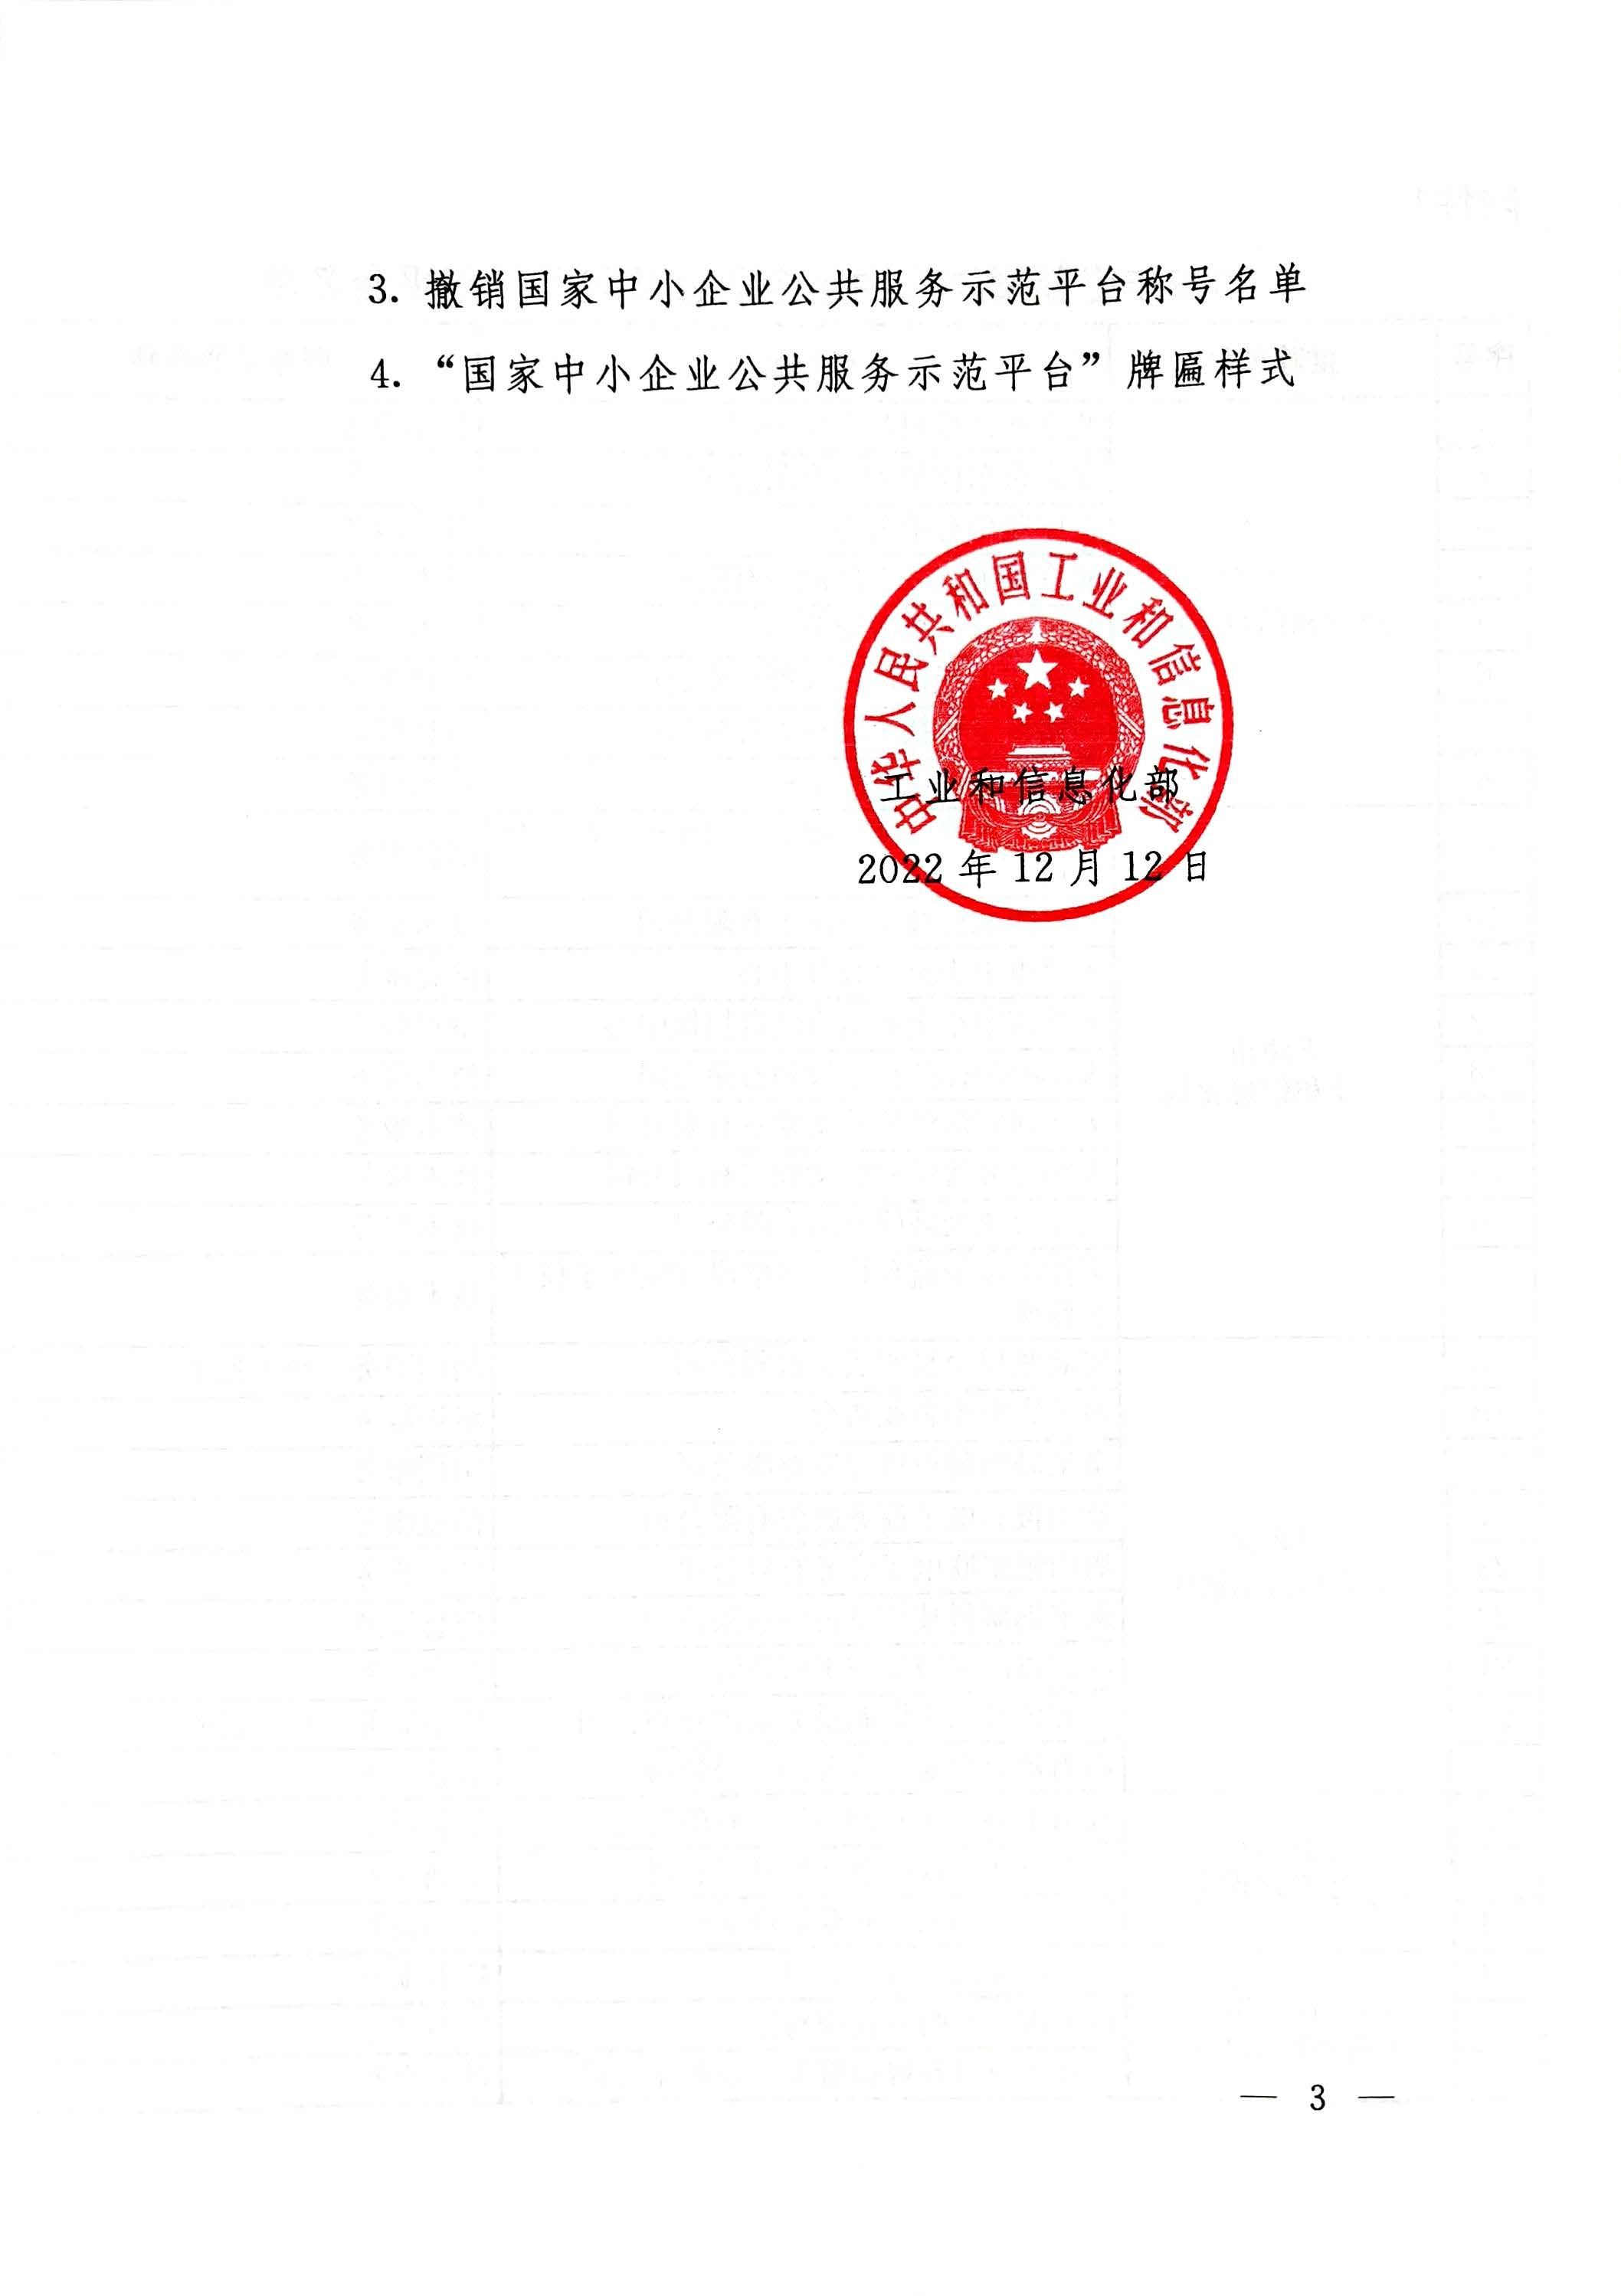 3. 撤销国家中小企业公共服务示范平台称号名单
4. “国家中小企业公共服务示范平台”牌匾样式
中华人民共和国工业和信息化部
工业和信息化部
2022年12月12日
— 3 —